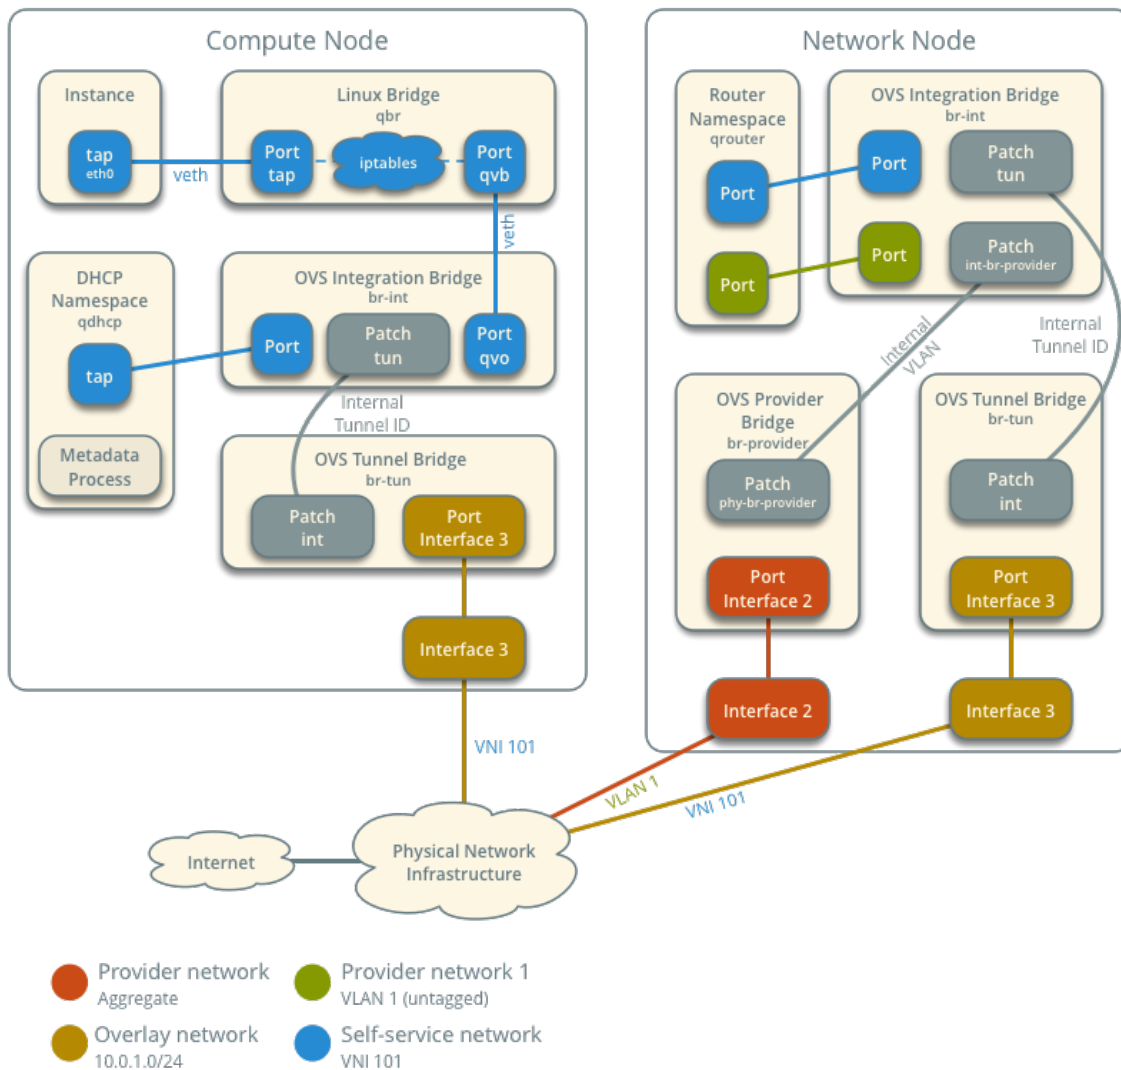 Compute Node
Instance
tap
eth0
veth
Linux Bridge
qbr
Port
tap
iptables
Port
qvb
veth
DHCP
Namespace
qdhcp
tap
Metadata
Process
OVS Integration Bridge
br-int
Port
Patch
tun
Port
qvo
Internal
Tunnel ID
OVS Tunnel Bridge
br-tun
Patch
int
Port
Interface 3
Interface 3
VNI 101
Network Node
Router
Namespace
qrouter
Port
Port
OVS Integration Bridge
br-int
Port
Patch
tun
Port
Patch
int-br-provider
Internal
VLAN
Internal
Tunnel ID
OVS Provider
Bridge
br-provider
Patch
phy-br-provider
Port
Interface 2
Interface 2
OVS Tunnel Bridge
br-tun
Patch
int
Port
Interface 3
Interface 3
VLAN 1
VNI 101
Internet
Physical Network
Infrastructure
Provider network
Aggregate
Provider network 1
VLAN 1 (untagged)
Overlay network
10.0.1.0/24
Self-service network
VNI 101